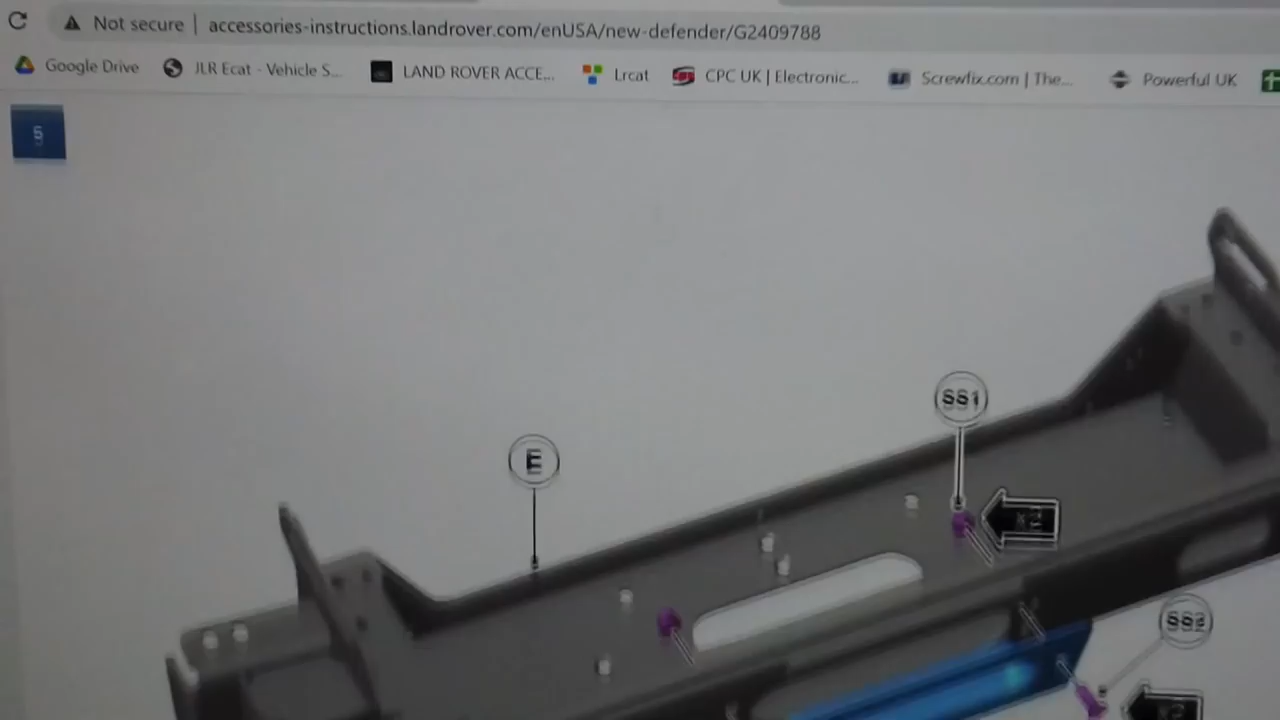 Not secure | accessories-instructions.landrover.com/enUSA/new-defender/G2409788
Google Drive JLR Ecat - Vehicle S... LAND ROVER ACCE... Lrcat CPC UK | Electronic... Screwfix.com | The... Powerful UK
5
SS1
E
SS2